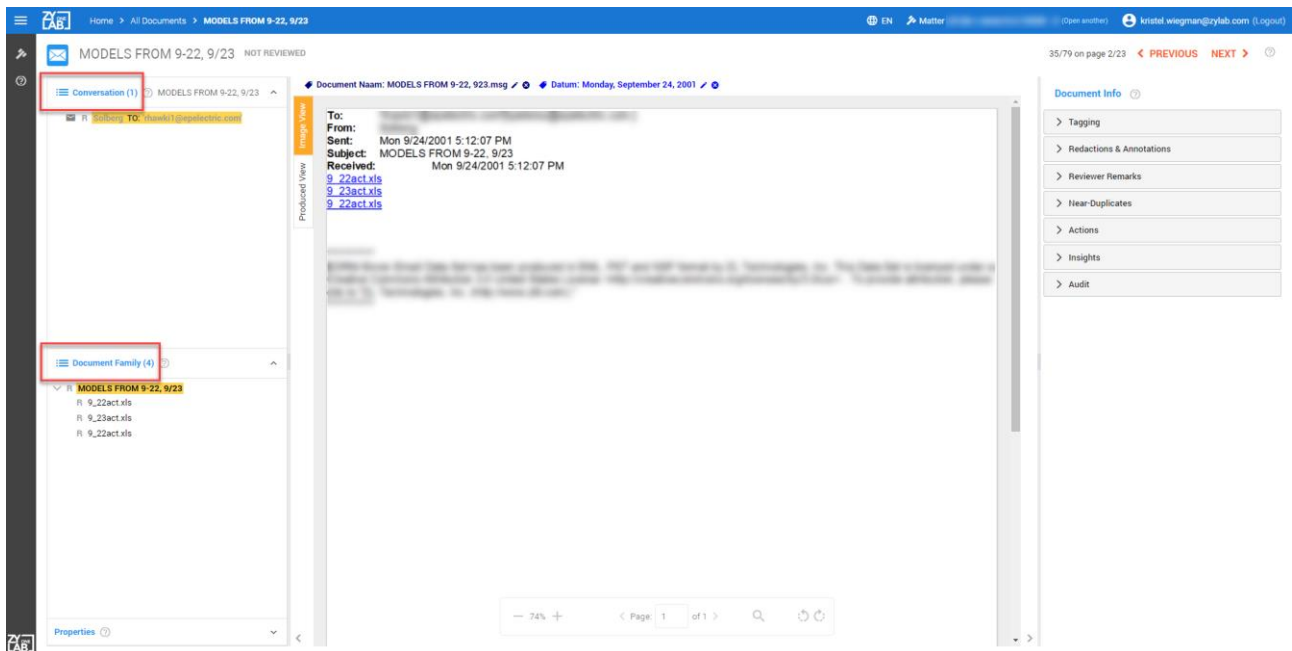 ZY LAB Home > All Documents > MODELS FROM 9-22, 9/23 EN Matter (Open another) kristel.wiegman@zylab.com (Logout)
MODELS FROM 9-22, 9/23 NOT REVIEWED 35/79 on page 2/23 PREVIOUS NEXT
Conversation (1) MODELS FROM 9-22, 9/23
R Solberg TO: rhawki1@epelectric.com
Document Family (4)
R MODELS FROM 9-22, 9/23
R 9_22act.xls
R 9_23act.xls
R 9_22act.xls
Properties
Document Naam: MODELS FROM 9-22, 923.msg Datum: Monday, September 24, 2001
Image View
Produced View
To:
From:
Sent: Mon 9/24/2001 5:12:07 PM
Subject: MODELS FROM 9-22, 9/23
Received: Mon 9/24/2001 5:12:07 PM
9_22act.xls
9_23act.xls
9_22act.xls
74% Page: 1 of 1
Document Info
Tagging
Redactions & Annotations
Reviewer Remarks
Near-Duplicates
Actions
Insights
Audit
ZY LAB